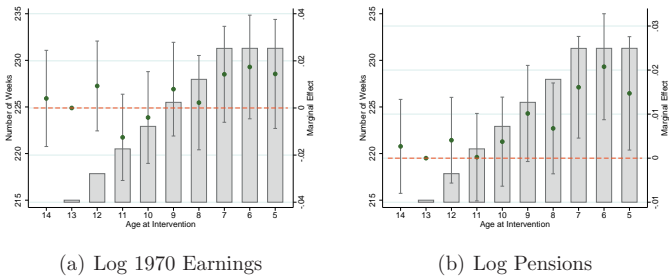 235
230
225
220
215
Number of Weeks
.04
.02
0
-.02
-.04
Marginal Effect
14 13 12 11 10 9 8 7 6 5
Age at Intervention
(a) Log 1970 Earnings
235
230
225
220
215
Number of Weeks
.03
.02
.01
0
-.01
Marginal Effect
14 13 12 11 10 9 8 7 6 5
Age at Intervention
(b) Log Pensions